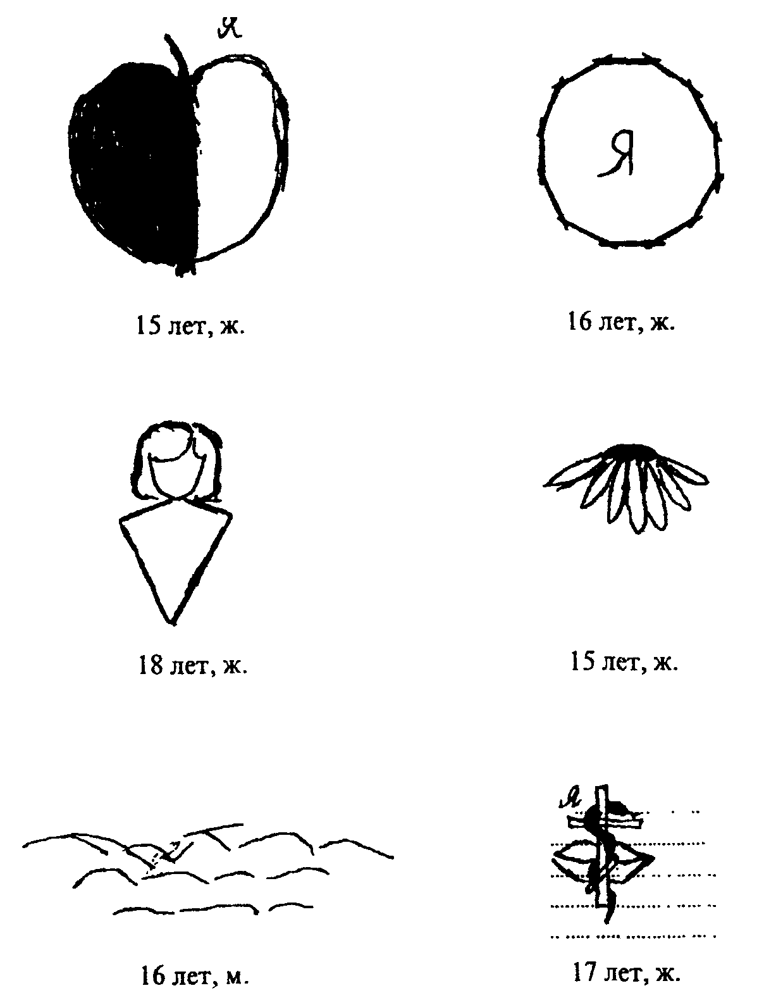 Я
Я
15 лет, ж.
16 лет, ж.
18 лет, ж.
15 лет, ж.
Я
16 лет, м.
17 лет, ж.